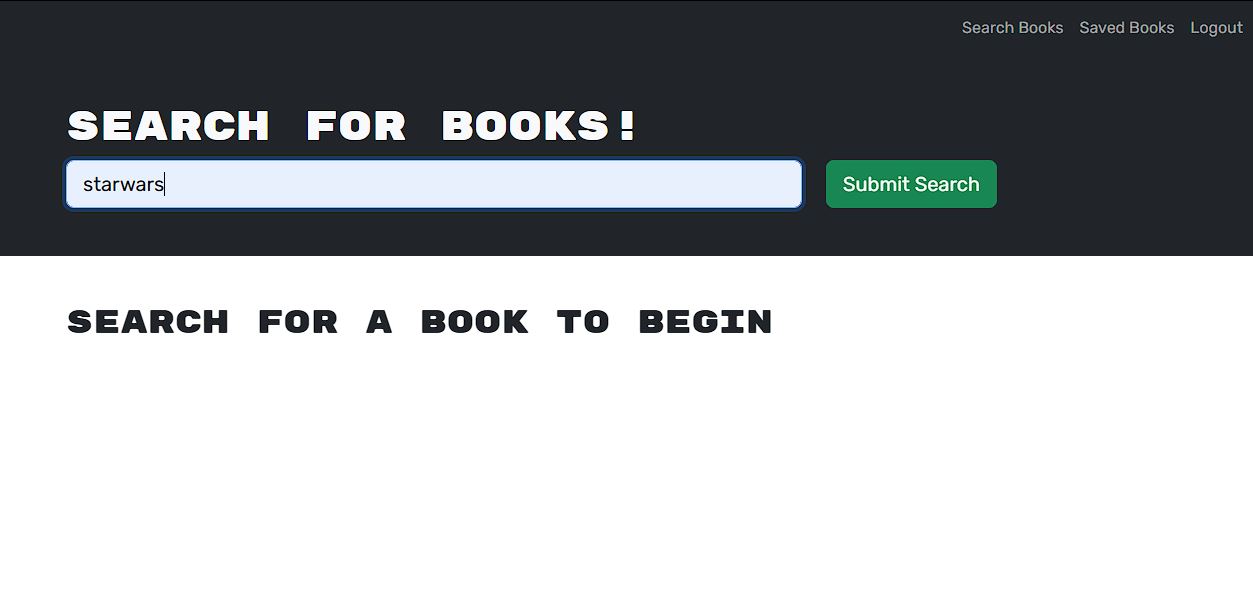 Search Books Saved Books Logout
SEARCH FOR BOOKS!
starwars
Submit Search
SEARCH FOR A BOOK TO BEGIN